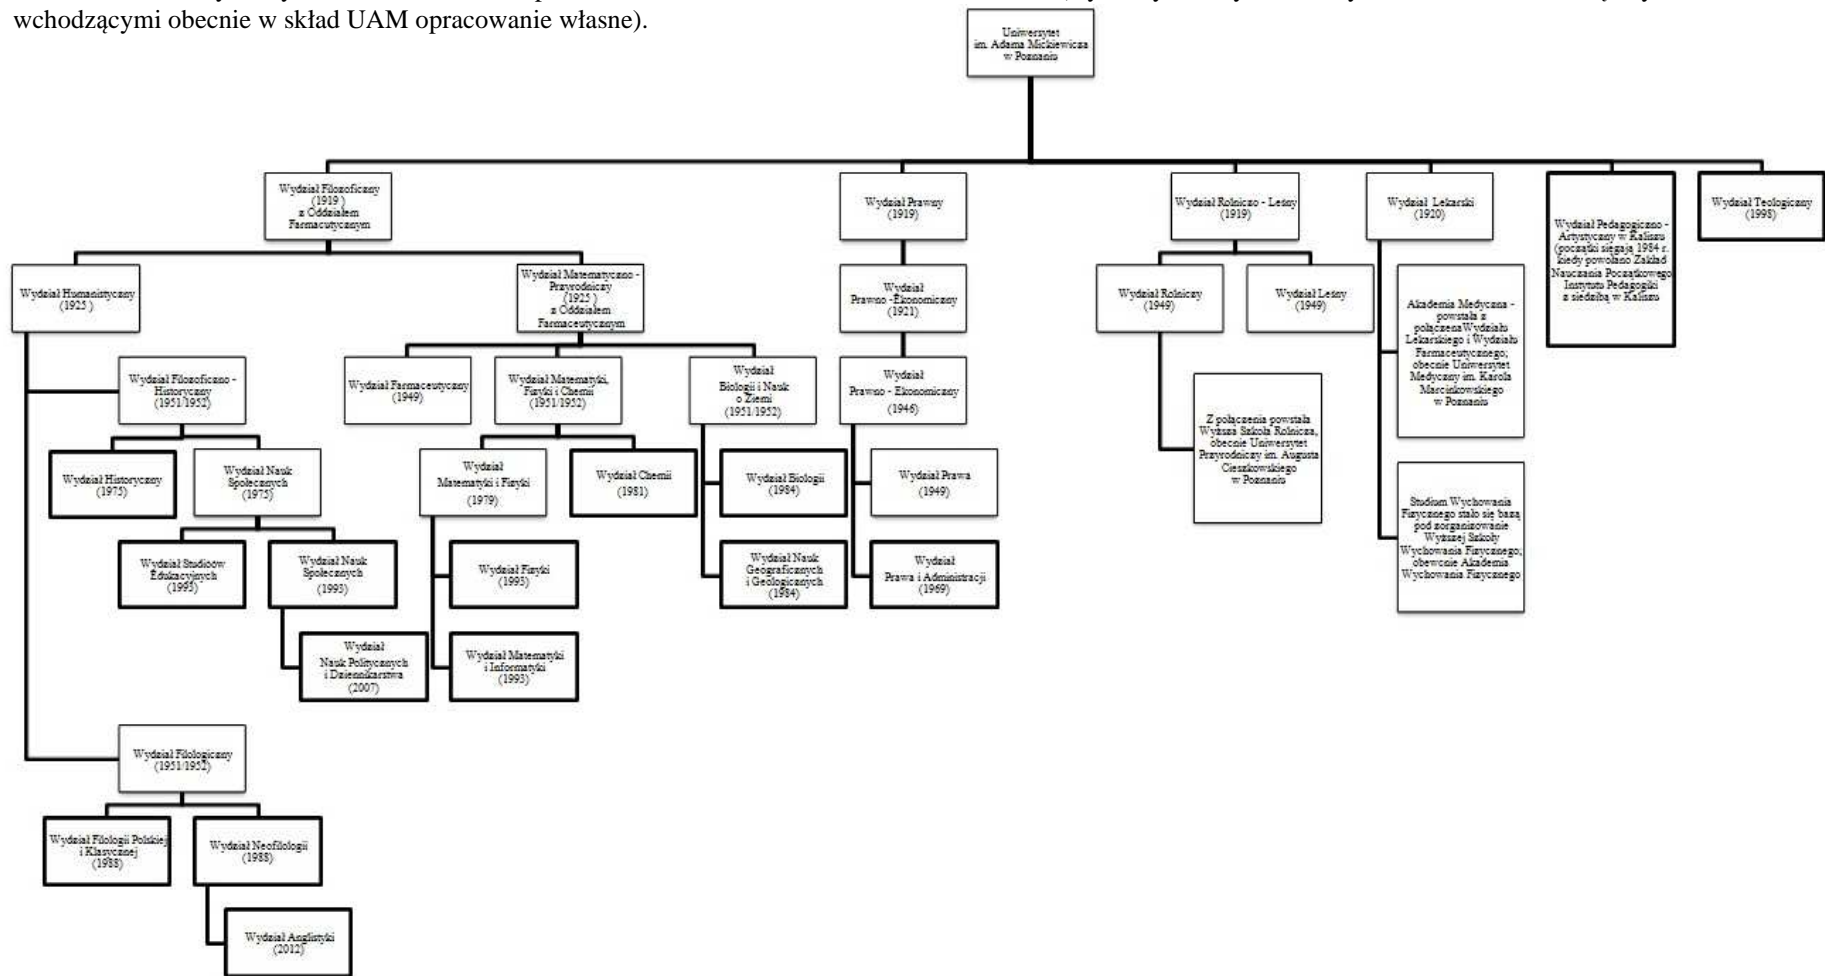 wchodzącymi obecnie w skład UAM opracowanie własne).
Uniwersytet
im. Adama Mickiewicza
w Poznaniu
Wydział Filozoficzny
(1919 )
z Oddziałem
Farmacutycznym
Wydział Prawny
(1919)
Wydział Rolniczo - Leśny
(1919)
Wydział Lekarski
(1920)
Wydział Pedagogiczno -
Artystyczny w Kaliszu
(początki sięgają 1984 r.
kiedy powołano Zakład
Nauczania Początkowego
Instytutu Pedagogiki
z siedzibą w Kaliszu
Wydział Teologiczny
(1998)
Wydział Humanistyczny
(1925 )
Wydział Matematyczno -
Przyrodniczy
(1925 )
z Oddziałem
Farmaceutycznym
Wydział
Prawno - Ekonomiczny
(1921)
Wydział Rolniczy
(1949)
Wydział Leśny
(1949)
Akademia Medyczna -
powstała z
połączenaWydziału
Lekarskiego i Wydziału
Farmaceutycznego;
obecnie Uniwersytet
Medyczny im. Karola
Marcinkowskiego
w Poznaniu
Wydział Filozoficzno -
Historyczny
(1951/1952)
Wydział Farmaceutyczny
(1949)
Wydział Matematyki,
Fizyki i Chemii
(1951/1952)
Wydział
Biologii i Nauk
o Ziemi
(1951/1952)
Wydział
Prawno - Ekonomiczny
(1946)
Z połączenia powstała
Wyższa Szkoła Rolnicza,
obecnie Uniwersytet
Przyrodniczy im. Augusta
Cieszkowskiego
w Poznaniu
Wydział Historyczny
(1975)
Wydział Nauk
Społecznych
(1975)
Wydział
Matematyki i Fizyki
(1979)
Wydział Chemii
(1981)
Wydział Biologii
(1984)
Wydział Prawa
(1949)
Studium Wychowania
Fizycznego stało się bazą
pod zorganizowanie
Wyższej Szkoły
Wychowania Fizycznego;
obewcnie Akademia
Wychowania Fizycznego
Wydział Studioów
Edukacyjnych
(1993)
Wydział Nauk
Społecznych
(1993)
Wydział Fizyki
(1993)
Wydział Nauk
Geograficznych
i Geologicznych
(1984)
Wydział
Prawa i Administracji
(1969)
Wydział
Nauk Politycznych
i Dziennikarstwa
(2007)
Wydział Matematyki
i Informatyki
(1993)
Wydział Filologiczny
(1951/1952)
Wydział Filologii Polskiej
i Klasycznej
(1988)
Wydział Neofilologii
(1988)
Wydział Anglistyki
(2012)